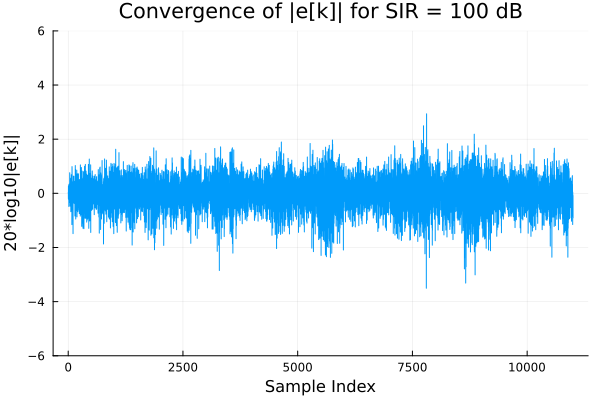 Convergence of |e[k]| for SIR = 100 dB
20*log10|e[k]|
6
4
2
0
−2
−4
−6
0 2500 5000 7500 10000
Sample Index